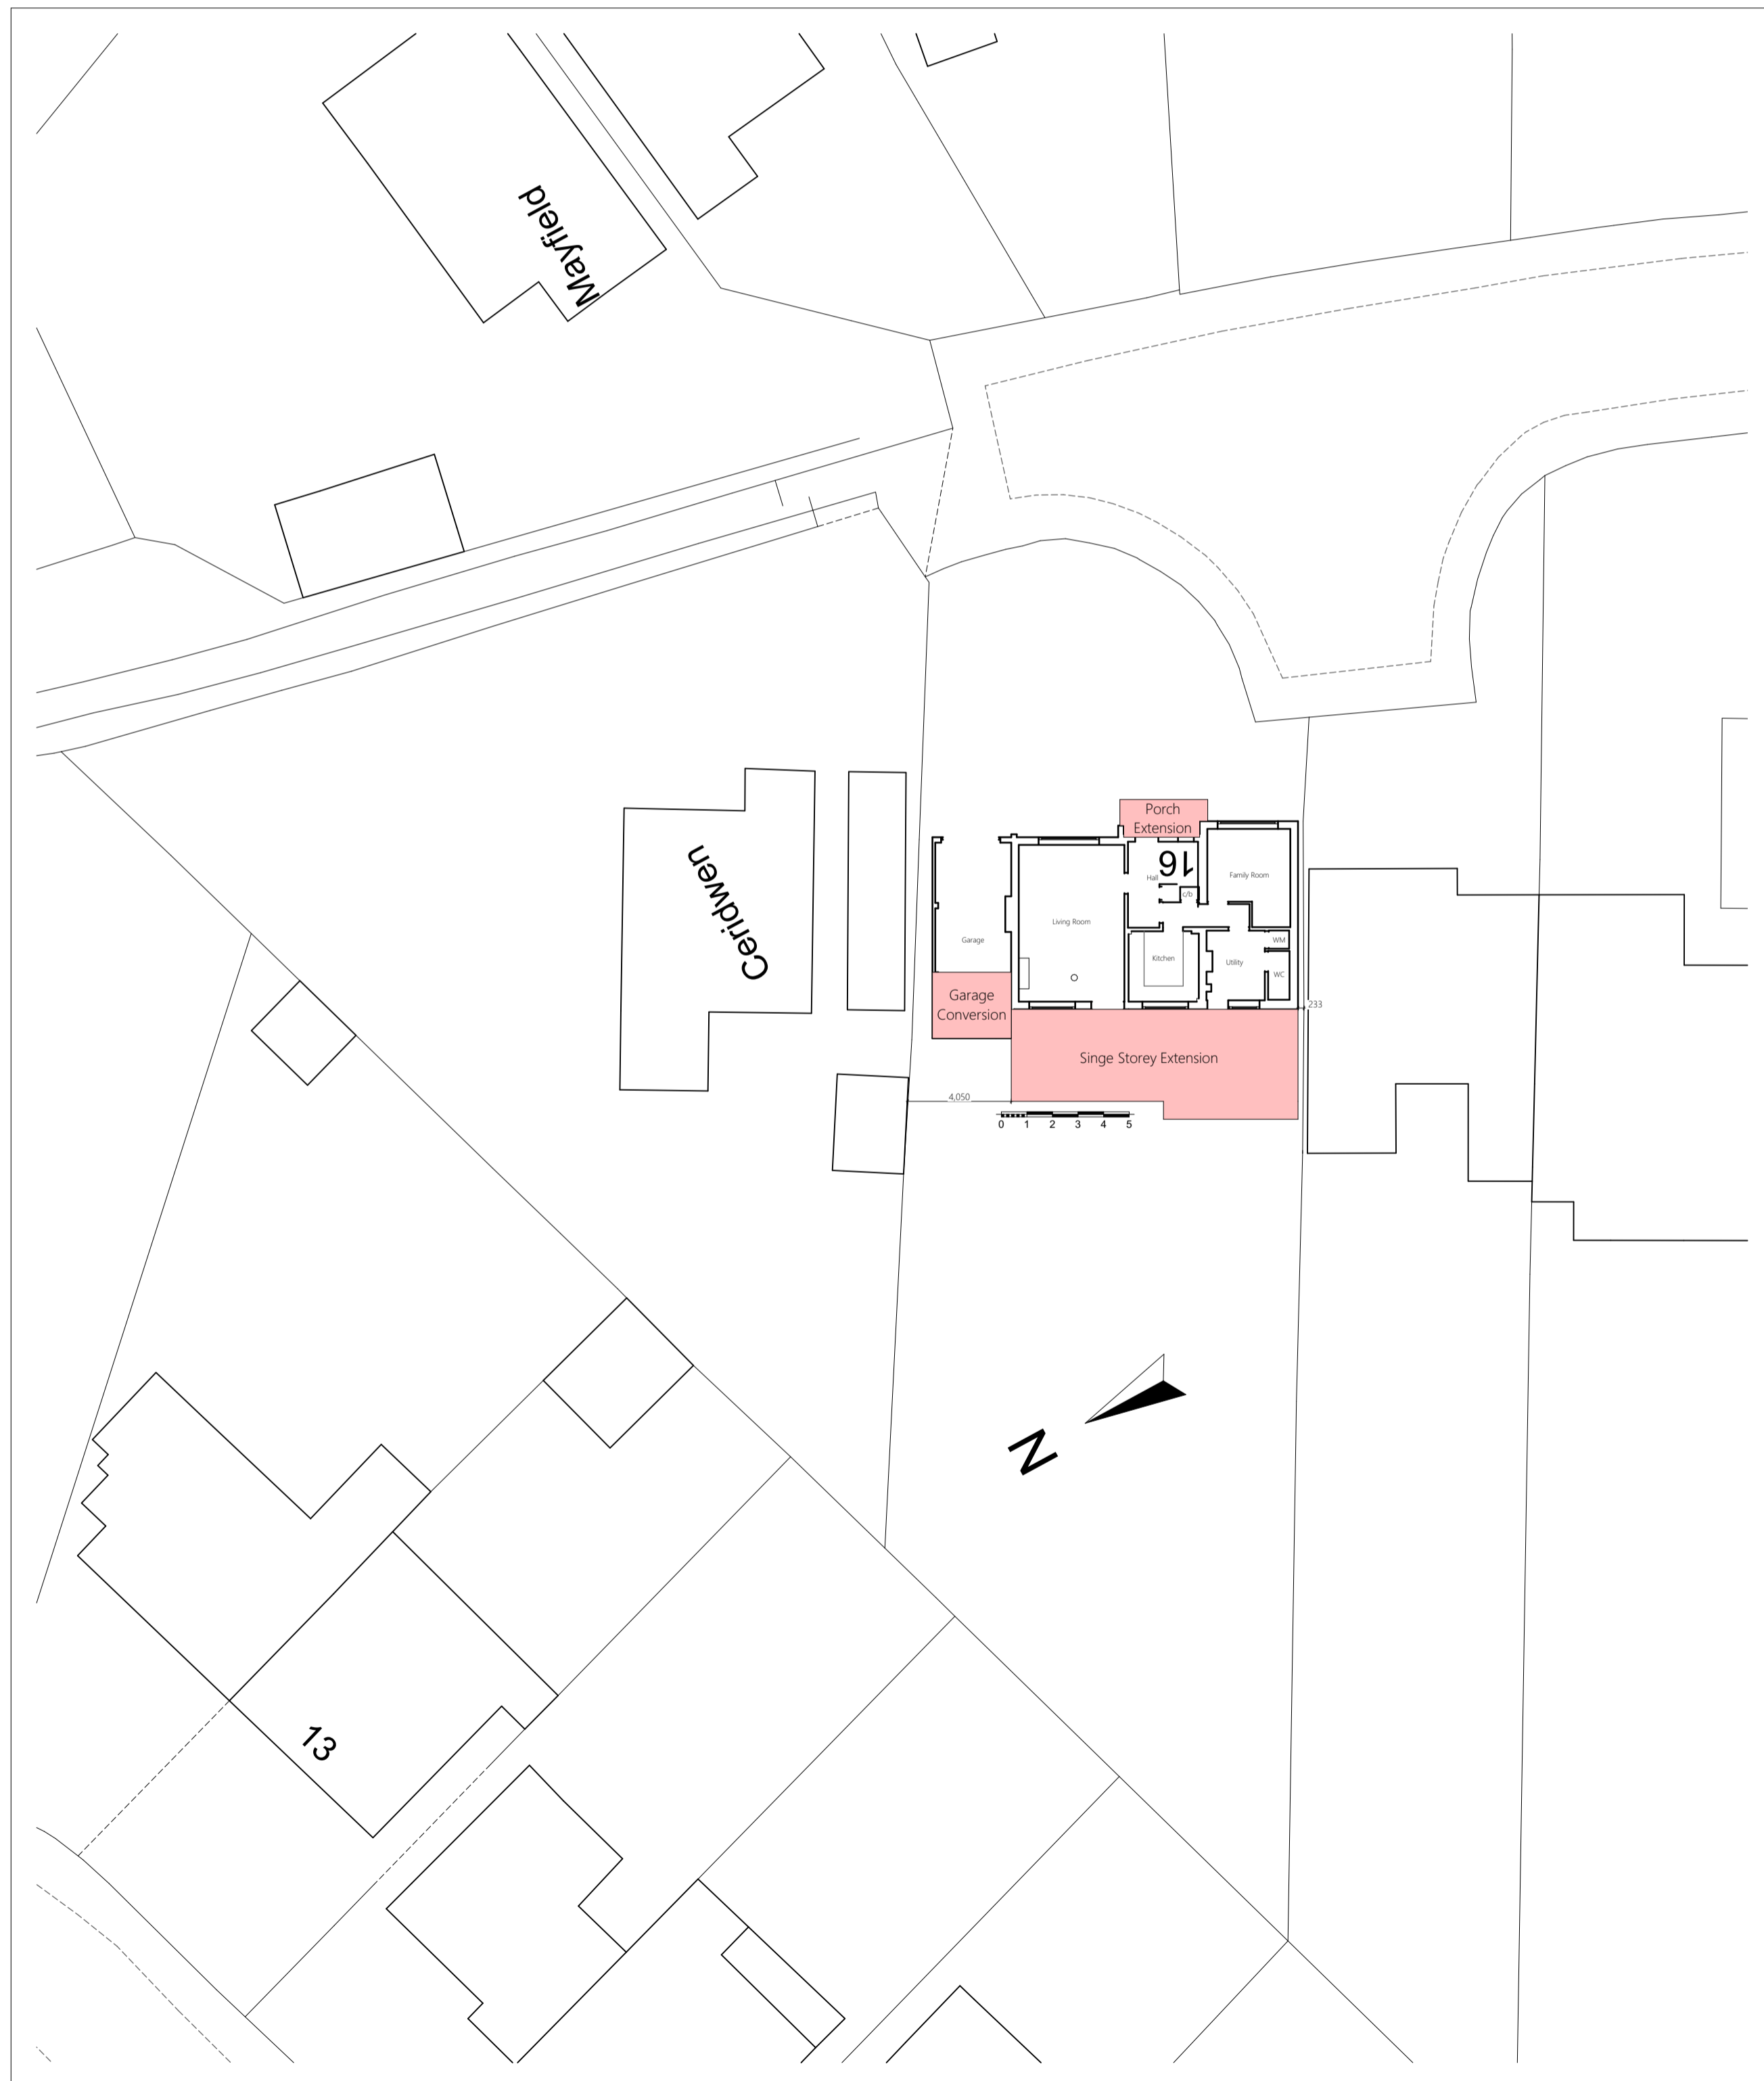 Mayfield
Porch
Extension
16
Hall
c/b
Family Room
Living Room
Ceridwen
Garage
WM
Kitchen
Utility
WC
Garage
Conversion
233
Singe Storey Extension
4,050
0 1 2 3 4 5
N
13